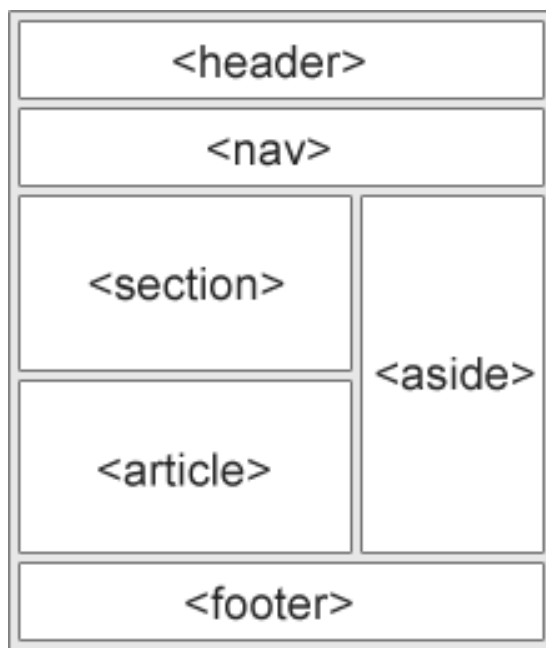 <header>
<nav>
<section>
<article>
<aside>
<footer>